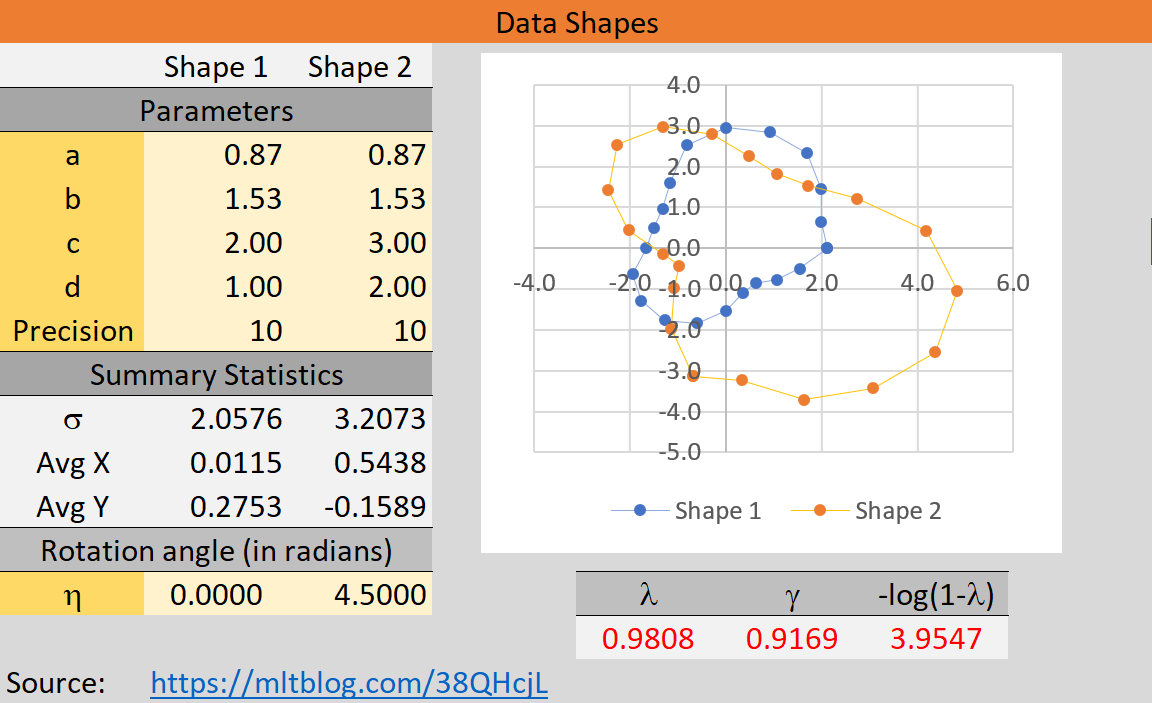 Data Shapes
Shape 1 Shape 2
Parameters
a 0.87 0.87
b 1.53 1.53
c 2.00 3.00
d 1.00 2.00
Precision 10 10
Summary Statistics
σ 2.0576 3.2073
Avg X 0.0115 0.5438
Avg Y 0.2753 -0.1589
Rotation angle (in radians)
η 0.0000 4.5000
Source: https://mltblog.com/38QHcjL
4.0
3.0
2.0
1.0
0.0
-4.0 -2.0 0.0 2.0 4.0 6.0
-1.0
-2.0
-3.0
-4.0
-5.0
Shape 1 Shape 2
λ γ -log(1-λ)
0.9808 0.9169 3.9547